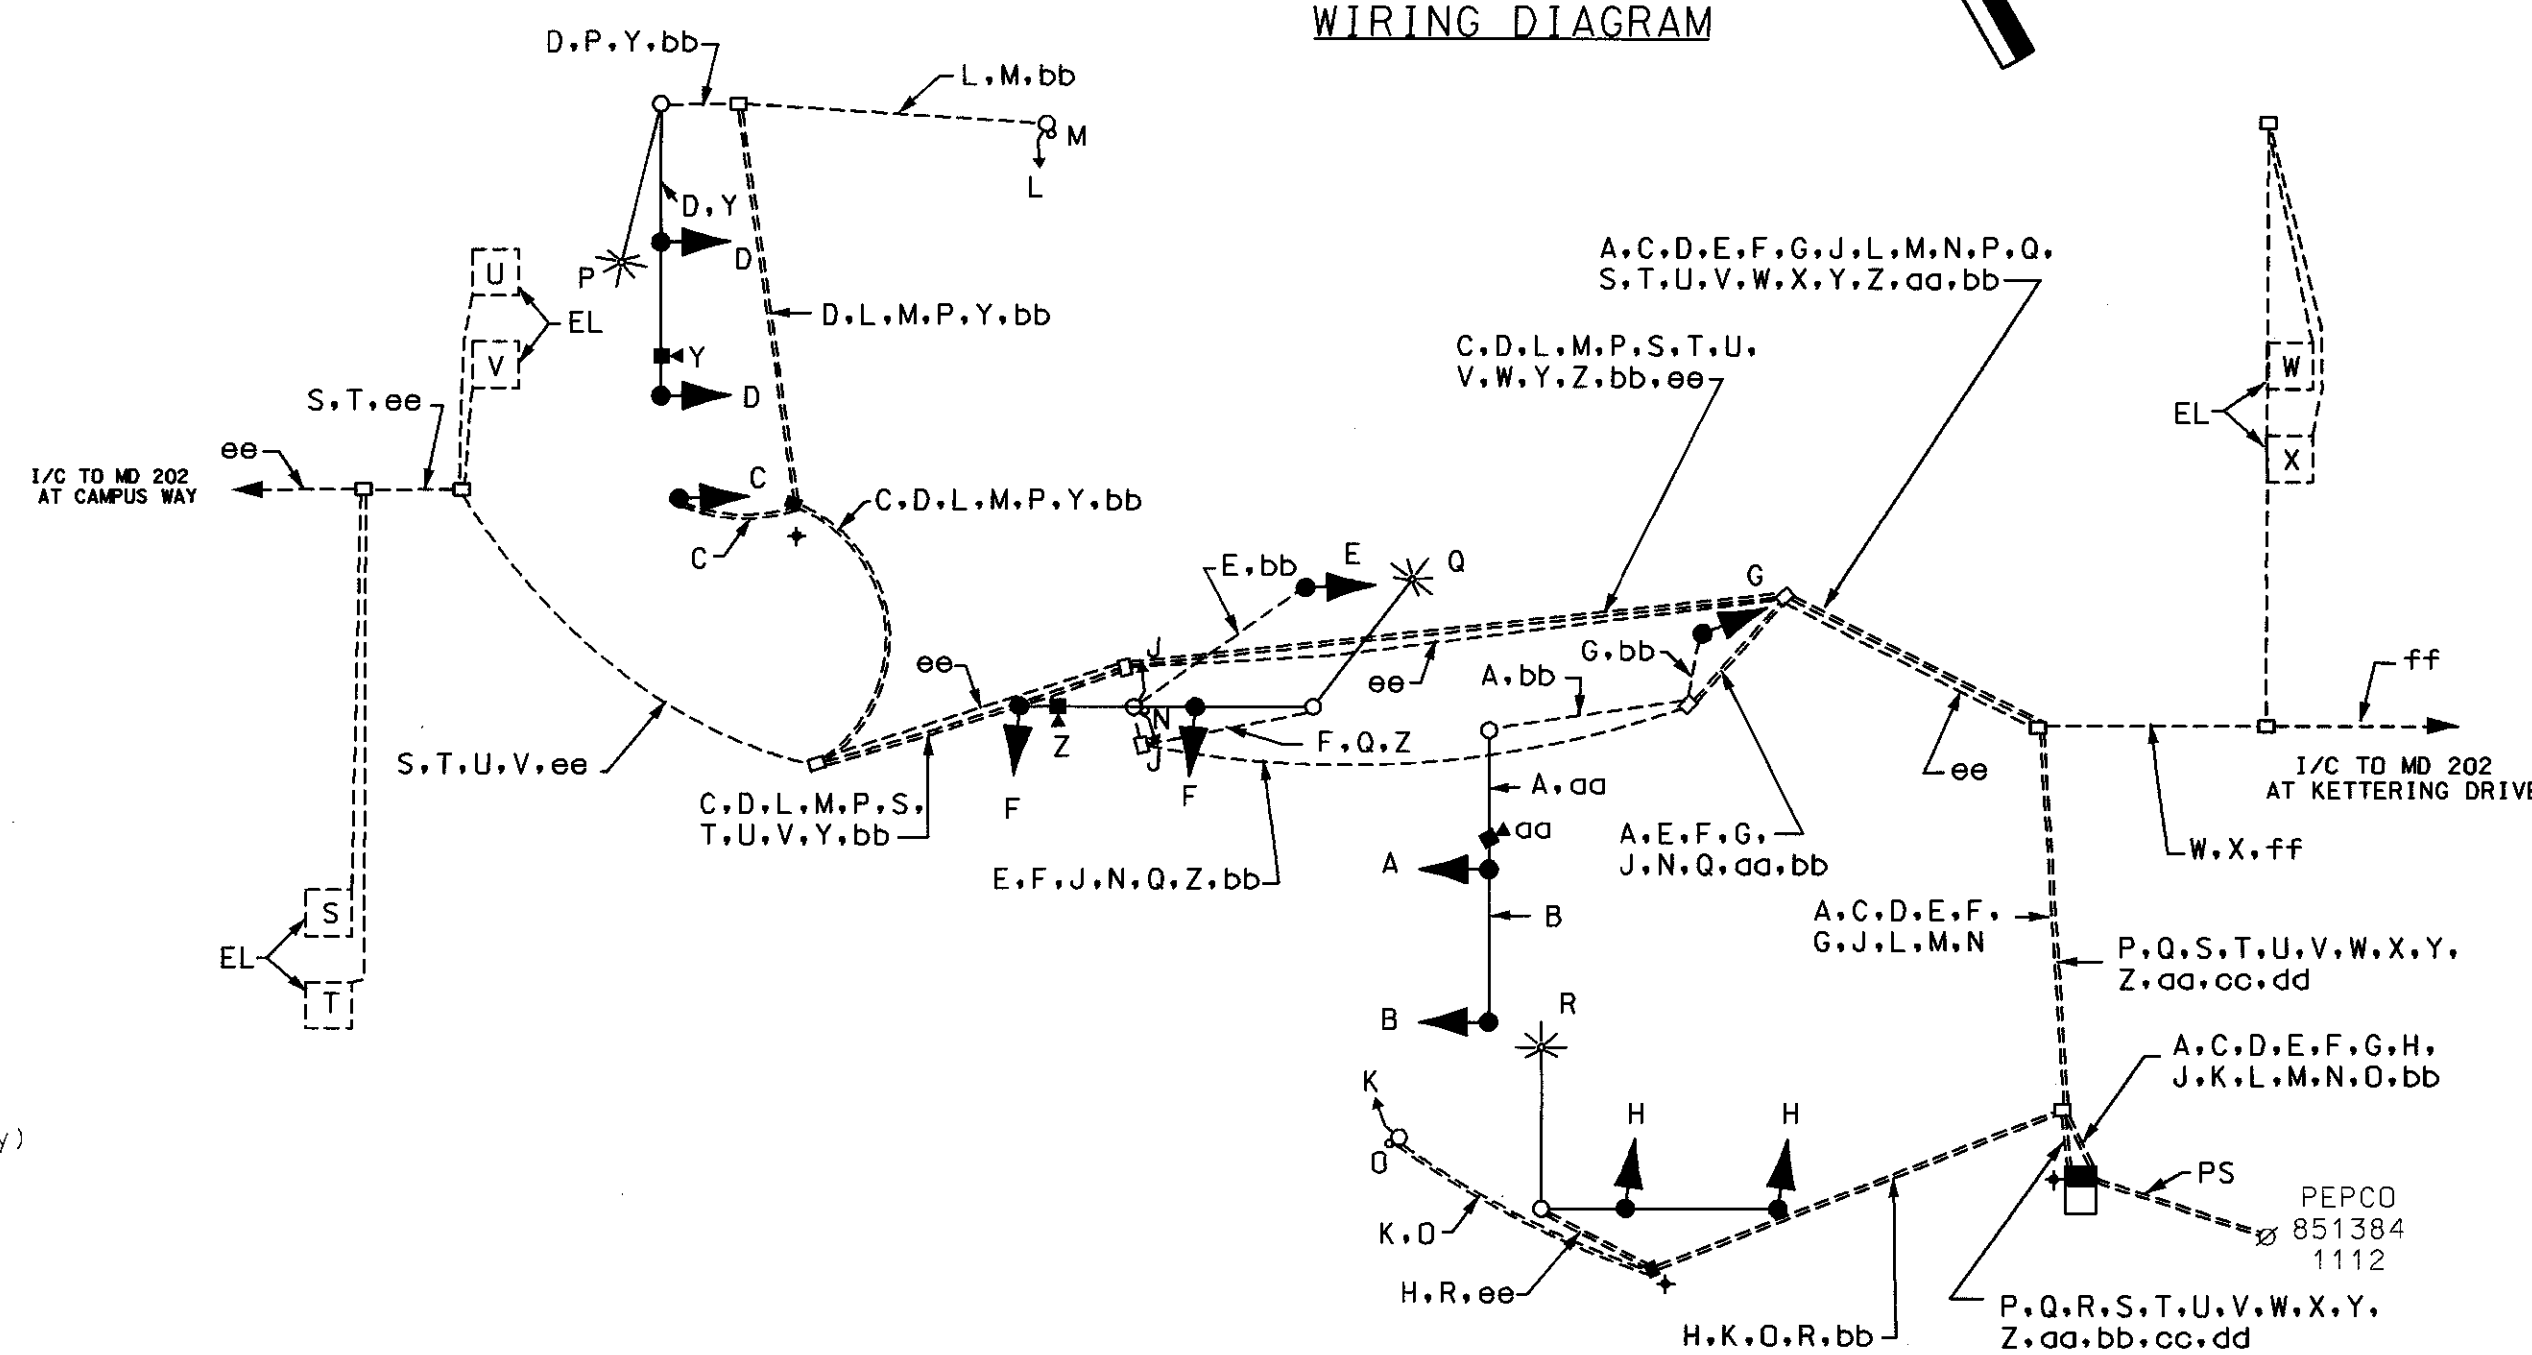 WIRING DIAGRAM
D,P,Y,bb
L,M,bb
M
L
D,Y
D
P
U
EL
V
D,L,M,P,Y,bb
Y
D
S,T,ee
ee
I/C TO MD 202
AT CAMPUS WAY
C
C,D,L,M,P,Y,bb
C
A,C,D,E,F,G,J,L,M,N,P,Q,
S,T,U,V,W,X,Y,Z,aa,bb
C,D,L,M,P,S,T,U,
V,W,Y,Z,bb,ee
W
EL
X
E,bb
E
Q
G
J
ee
G,bb
A,bb
ee
ff
N
Z
J
F,Q,Z
S,T,U,V,ee
F
F
C,D,L,M,P,S,
T,U,V,Y,bb
A,aa
aa
ee
I/C TO MD 202
AT KETTERING DRIVE
A
A,E,F,G,
J,N,Q,aa,bb
W,X,ff
E,F,J,N,Q,Z,bb
B
A,C,D,E,F,
G,J,L,M,N
P,Q,S,T,U,V,W,X,Y,
Z,aa,cc,dd
S
EL
T
B
R
A,C,D,E,F,G,H,
J,K,L,M,N,O,bb
K
H
H
y)
O
PS
PEPCO
851384
1112
K,O
H,R,ee
H,K,O,R,bb
P,Q,R,S,T,U,V,W,X,Y,
Z,aa,bb,cc,dd